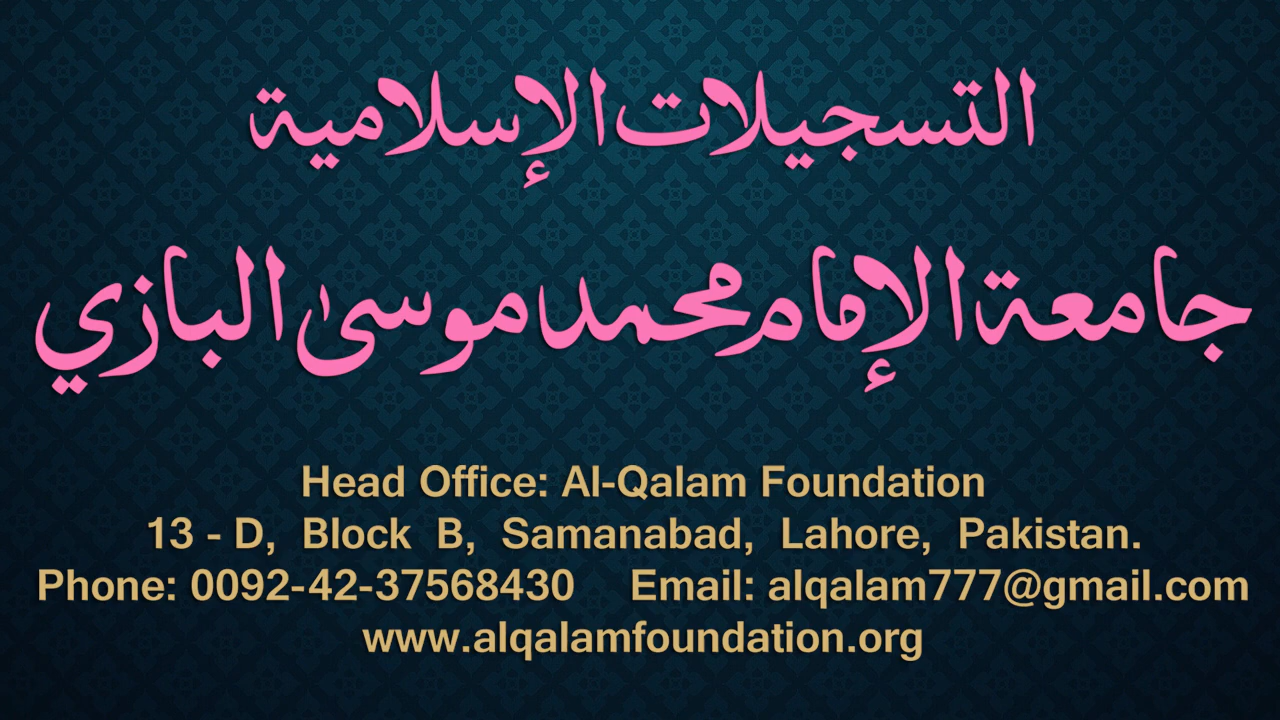 التسجيلات الإسلامية
جامعة الإمام محمد موسىٰ البازي
Head Office: Al-Qalam Foundation
13 - D, Block B, Samanabad, Lahore, Pakistan.
Phone: 0092-42-37568430 Email: alqalam777@gmail.com
www.alqalamfoundation.org